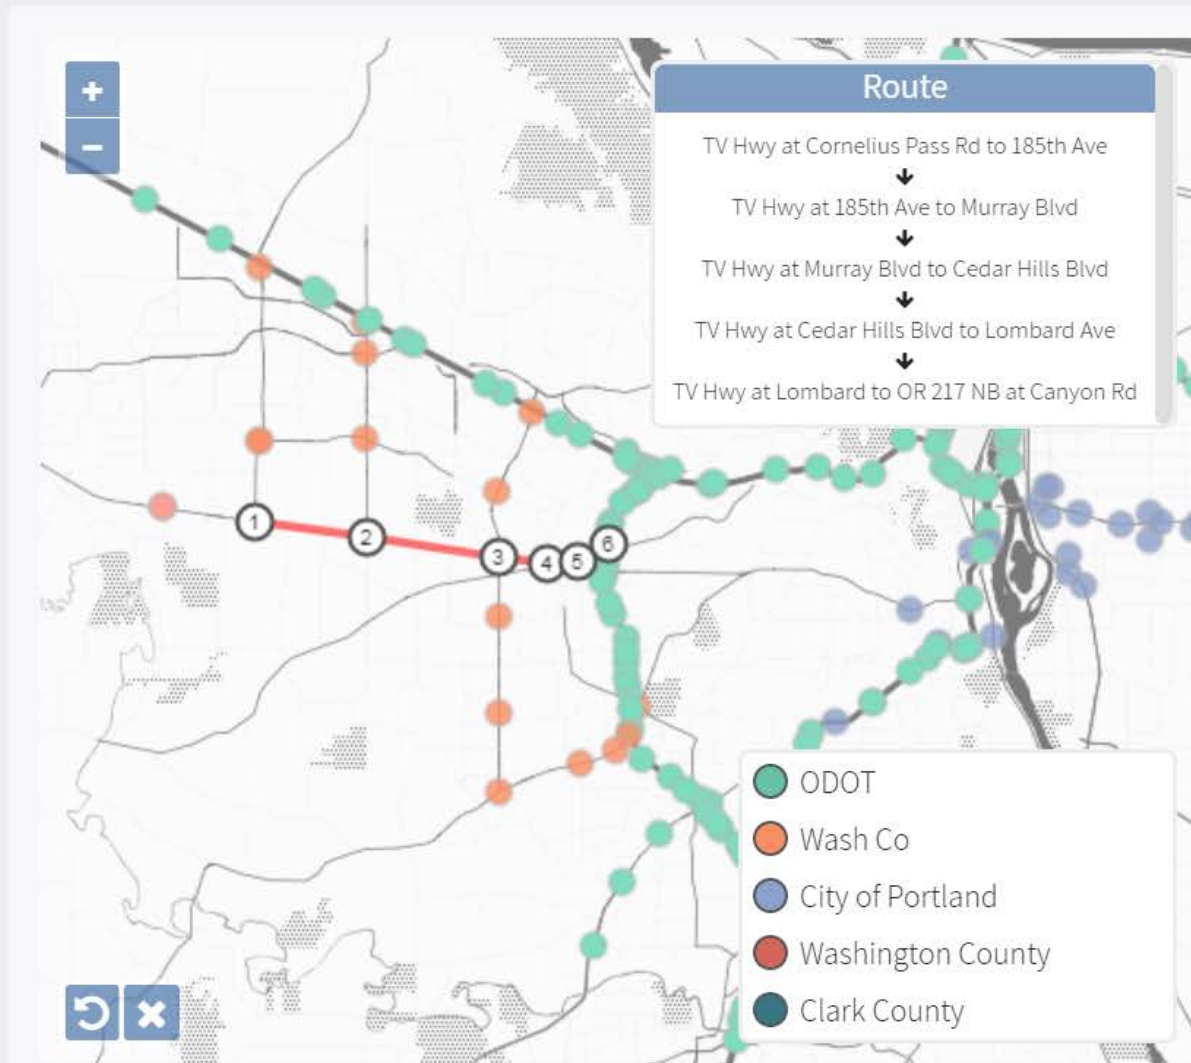 +
−
Route
TV Hwy at Cornelius Pass Rd to 185th Ave
TV Hwy at 185th Ave to Murray Blvd
TV Hwy at Murray Blvd to Cedar Hills Blvd
TV Hwy at Cedar Hills Blvd to Lombard Ave
TV Hwy at Lombard to OR 217 NB at Canyon Rd
1
2
3
4
5
6
ODOT
Wash Co
City of Portland
Washington County
Clark County